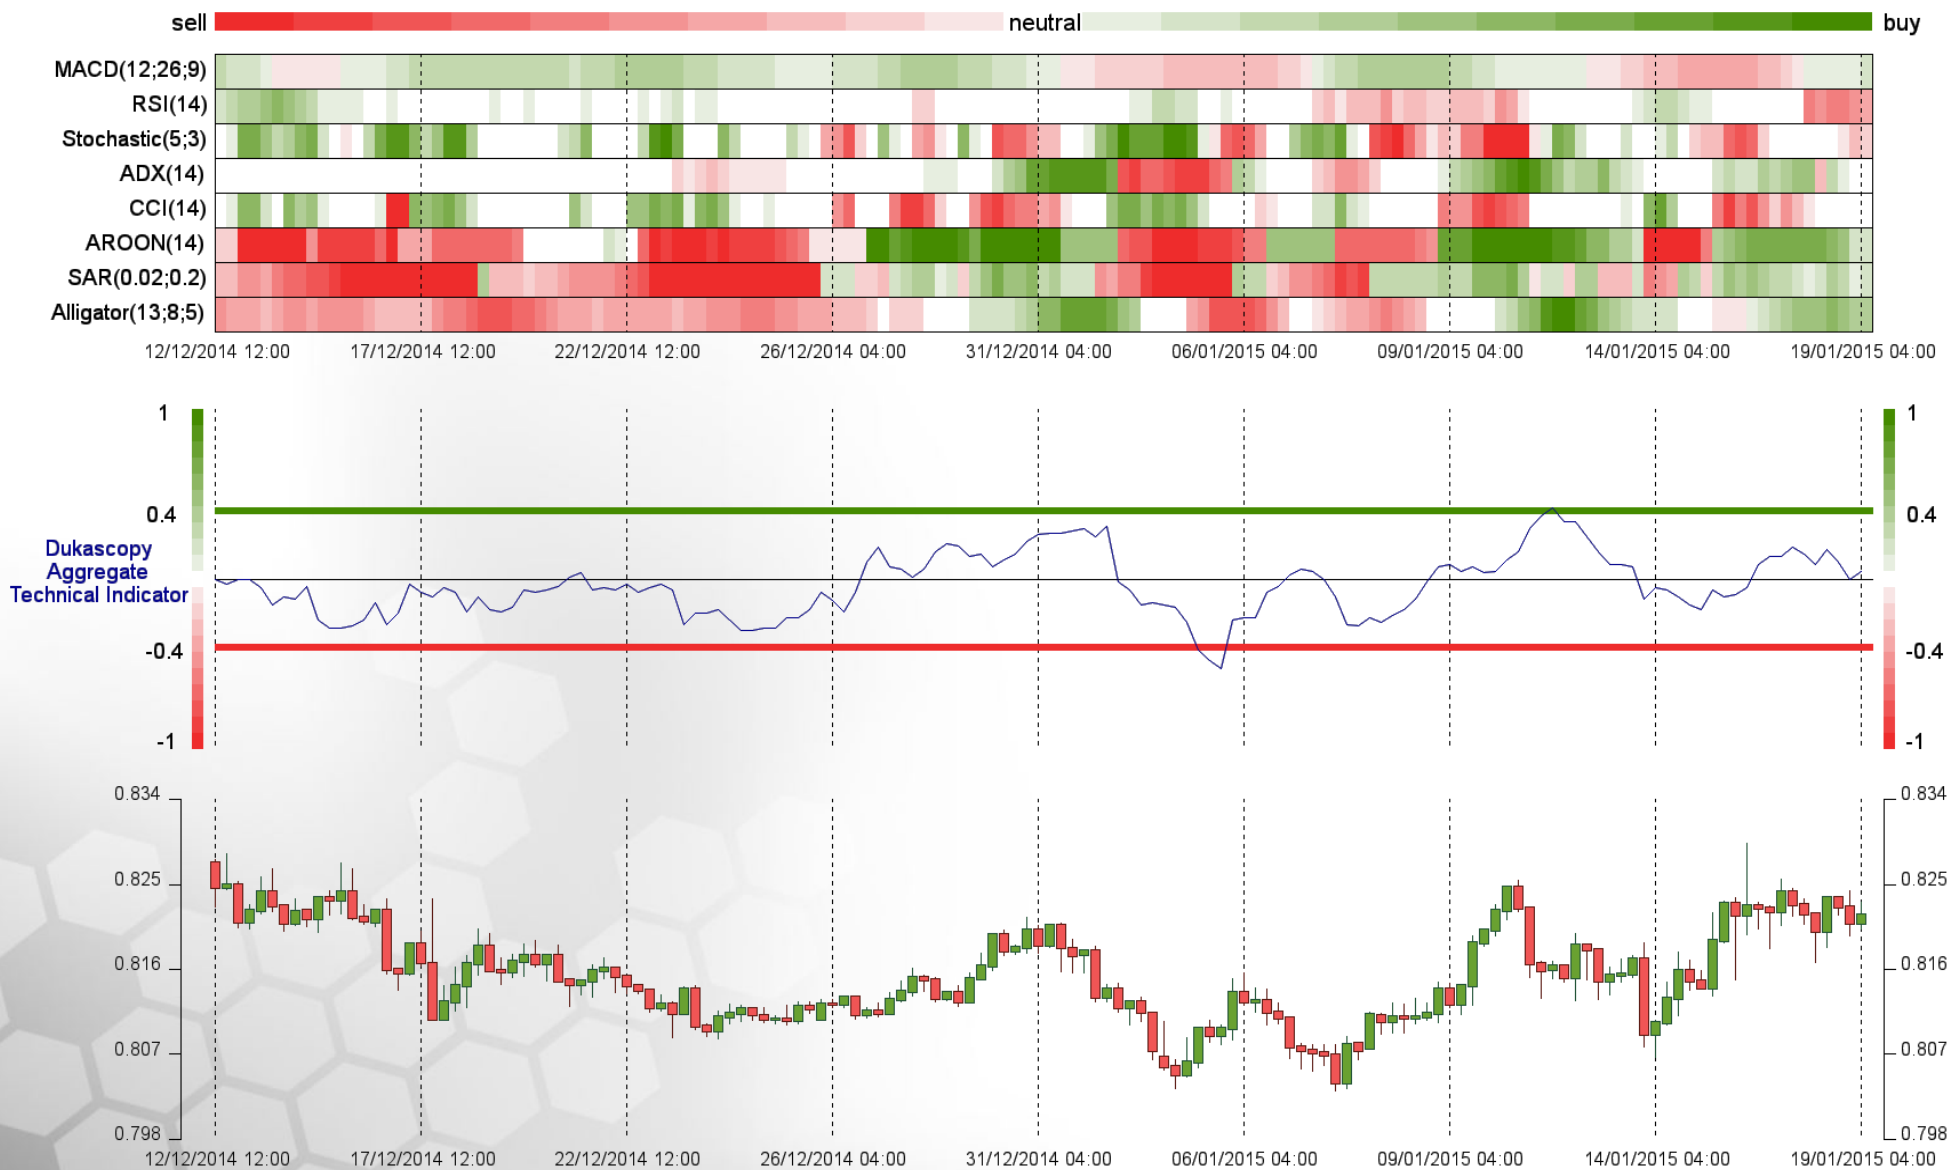 sell neutral buy
MACD(12;26;9)
RSI(14)
Stochastic(5;3)
ADX(14)
CCI(14)
AROON(14)
SAR(0.02;0.2)
Alligator(13;8;5)
12/12/2014 12:00 17/12/2014 12:00 22/12/2014 12:00 26/12/2014 04:00 31/12/2014 04:00 06/01/2015 04:00 09/01/2015 04:00 14/01/2015 04:00 19/01/2015 04:00
1 1
0.4 0.4
Dukascopy
Aggregate
Technical Indicator
-0.4 -0.4
-1 -1
0.834 0.834
0.825 0.825
0.816 0.816
0.807 0.807
0.798 0.798
12/12/2014 12:00 17/12/2014 12:00 22/12/2014 12:00 26/12/2014 04:00 31/12/2014 04:00 06/01/2015 04:00 09/01/2015 04:00 14/01/2015 04:00 19/01/2015 04:00